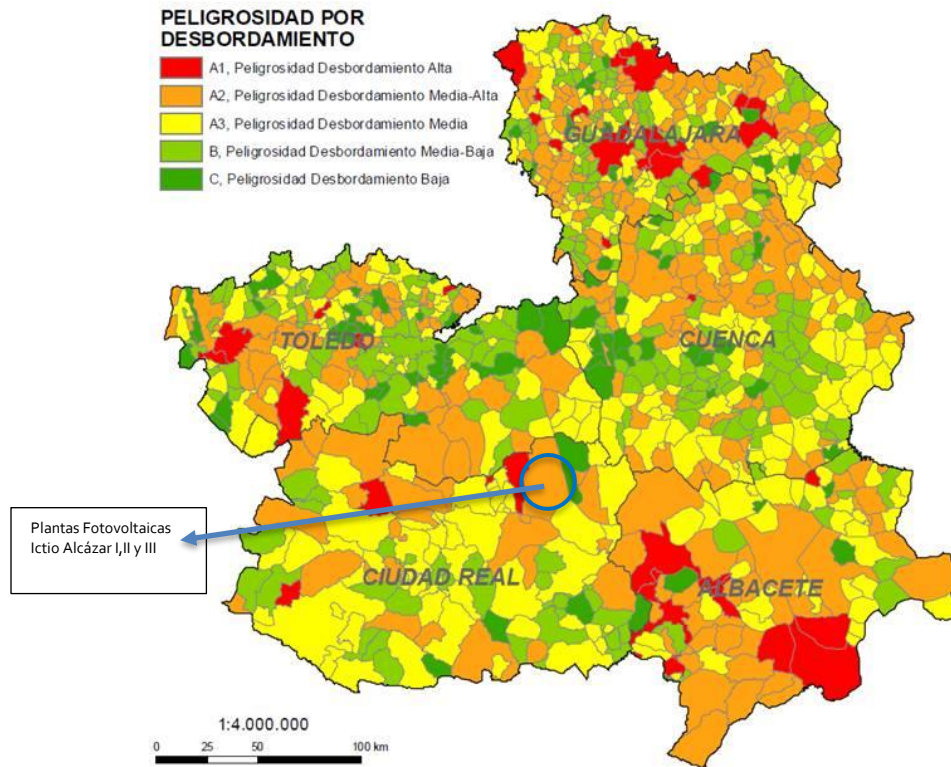 PELIGROSIDAD POR
DESBORDAMIENTO
A1, Peligrosidad Desbordamiento Alta
A2, Peligrosidad Desbordamiento Media-Alta
A3, Peligrosidad Desbordamiento Media
B, Peligrosidad Desbordamiento Media-Baja
C, Peligrosidad Desbordamiento Baja
GUADALAJARA
TOLEDO
CUENCA
Plantas Fotovoltaicas
Ictio Alcázar I,II y III
CIUDAD REAL
ALBACETE
1:4.000.000
0 25 50 100 km